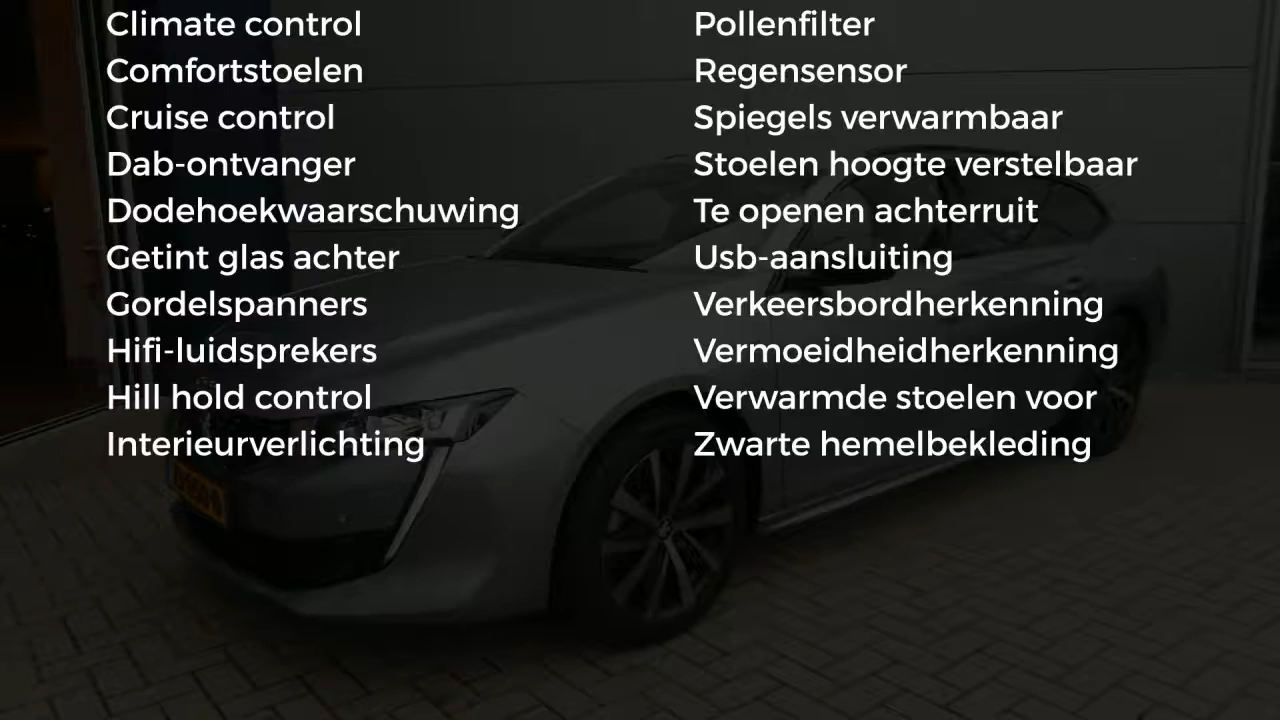 Climate control
Comfortstoelen
Cruise control
Dab-ontvanger
Dodehoekwaarschuwing
Getint glas achter
Gordelspanners
Hifi-luidsprekers
Hill hold control
Interieurverlichting
Pollenfilter
Regensensor
Spiegels verwarmbaar
Stoelen hoogte verstelbaar
Te openen achterruit
Usb-aansluiting
Verkeersbordherkenning
Vermoeidheidherkenning
Verwarmde stoelen voor
Zwarte hemelbekleding